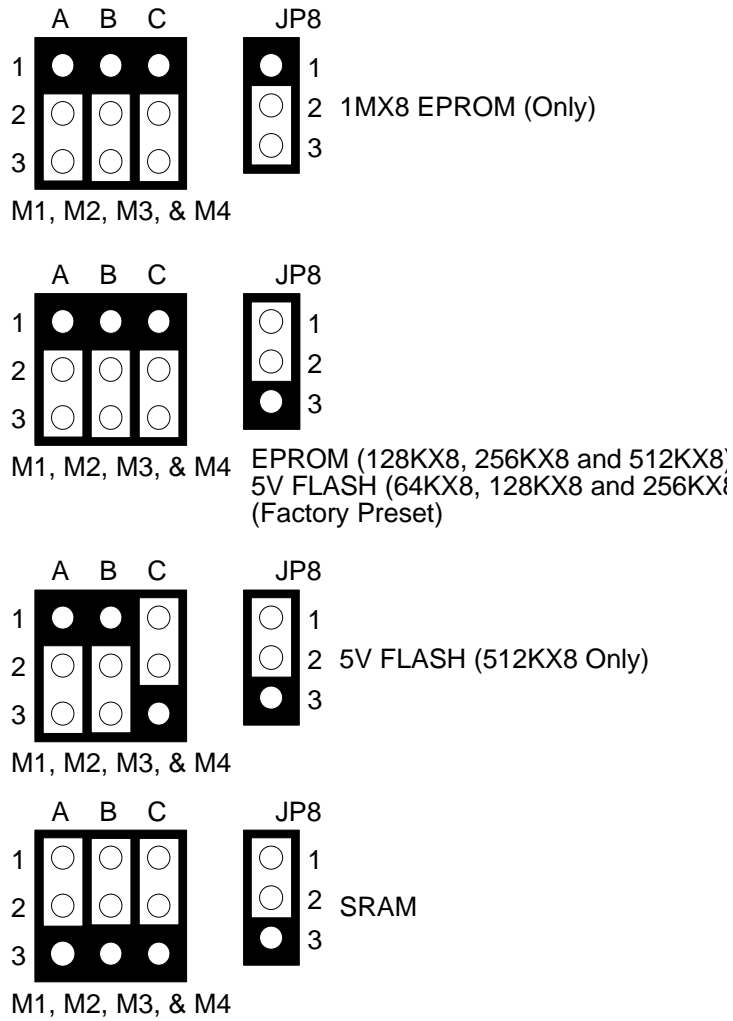 A B C JP8
1 1
2 2 1MX8 EPROM (Only)
3 3
M1, M2, M3, & M4
A B C JP8
1 1
2 2
3 3
M1, M2, M3, & M4
EPROM (128KX8, 256KX8 and 512KX8)
5V FLASH (64KX8, 128KX8 and 256KX8
(Factory Preset)
A B C JP8
1 1
2 2 5V FLASH (512KX8 Only)
3 3
M1, M2, M3, & M4
A B C JP8
1 1
2 2 SRAM
3 3
M1, M2, M3, & M4